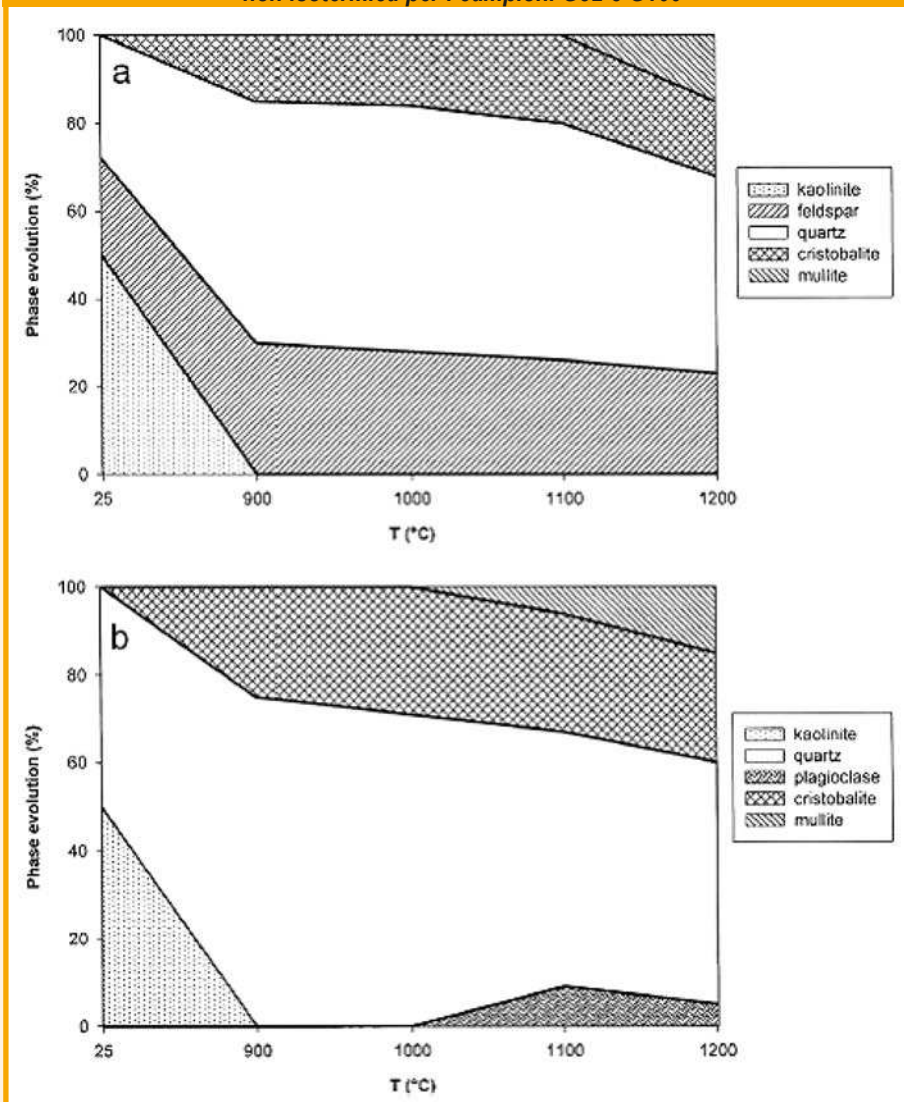 100
80
60
40
20
0
Phase evolution (%)
a
25 900 1000 1100 1200
T (°C)
kaolinite
feldspar
quartz
cristobalite
mullite
100
80
60
40
20
0
Phase evolution (%)
b
25 900 1000 1100 1200
T (°C)
kaolinite
quartz
plagioclase
cristobalite
mullite